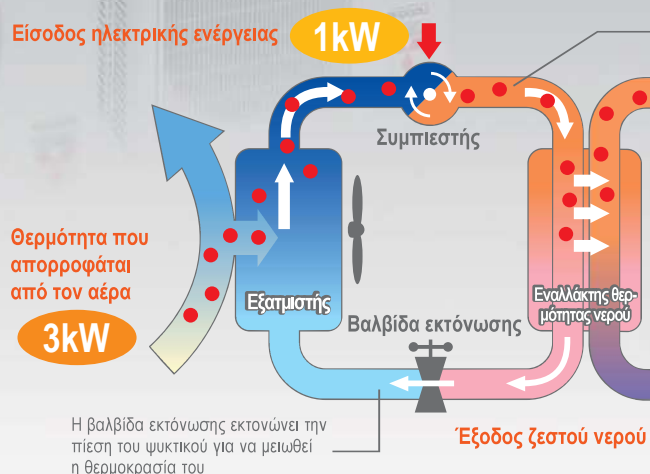 Είσοδος ηλεκτρικής ενέργειας
1kW
Συμπιεστής
Θερμότητα που
απορροφάται
από τον αέρα
3kW
Εξατμιστής
Εναλλάκτης θερ-
μότητας νερού
Βαλβίδα εκτόνωσης
Η βαλβίδα εκτόνωσης εκτονώνει την
πίεση του ψυκτικού για να μειωθεί
η θερμοκρασία του
Έξοδος ζεστού νερού